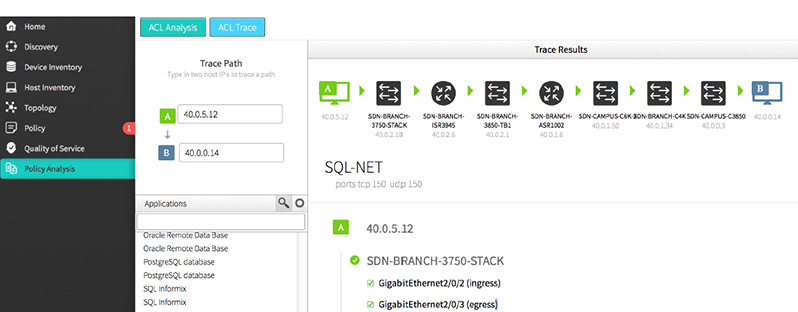 Home
Discovery
Device Inventory
Host Inventory
Topology
Policy
1
Quality of Service
Policy Analysis
ACL Analysis
ACL Trace
Trace Path
Type in two host IP's to trace a path
A
40.0.5.12
B
40.0.0.14
Applications
Oracle Remote Data Base
Oracle Remote Data Base
PostgreSQL database
PostgreSQL database
SQL Informix
SQL Informix
Trace Results
A
B
40.0.5.12
SDN-BRANCH-
3750-STACK
40.0.2.18
SDN-BRANCH-
ISR3945
40.0.2.6
SDN-BRANCH-
3850-TB1
40.0.2.1
SDN-BRANCH-
ASR1002
40.0.1.6
SDN-CAMPUS-C6K
40.0.1.50
SDN-BRANCH-C4K
40.0.1.34
SDN-CAMPUS-C3850
40.0.0.3
40.0.0.14
SQL-NET
ports tcp 150 udp 150
A
40.0.5.12
SDN-BRANCH-3750-STACK
GigabitEthernet2/0/2 (ingress)
GigabitEthernet2/0/3 (egress)